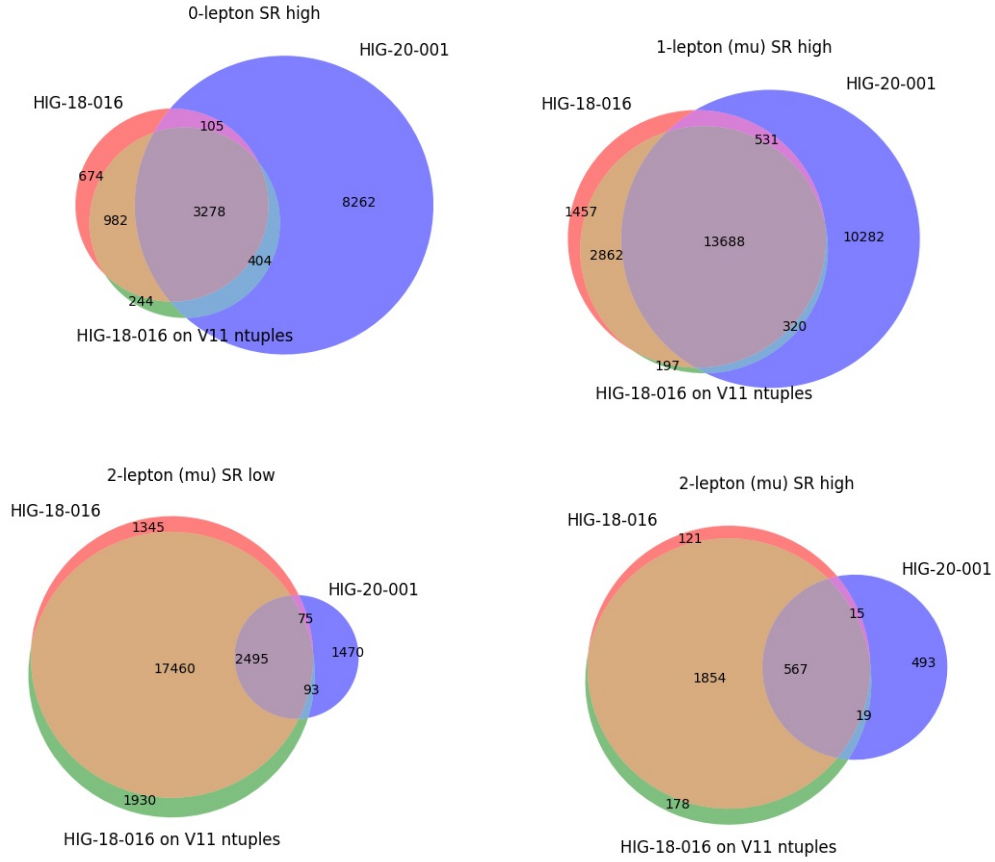 0-lepton SR high
HIG-20-001
HIG-18-016
105
674
982
3278
8262
404
244
HIG-18-016 on V11 ntuples
1-lepton (mu) SR high
HIG-20-001
HIG-18-016
531
1457
2862
13688
10282
320
197
HIG-18-016 on V11 ntuples
2-lepton (mu) SR low
HIG-18-016
1345
HIG-20-001
75
17460
2495
1470
93
1930
HIG-18-016 on V11 ntuples
2-lepton (mu) SR high
HIG-18-016
121
HIG-20-001
15
1854
567
493
19
178
HIG-18-016 on V11 ntuples